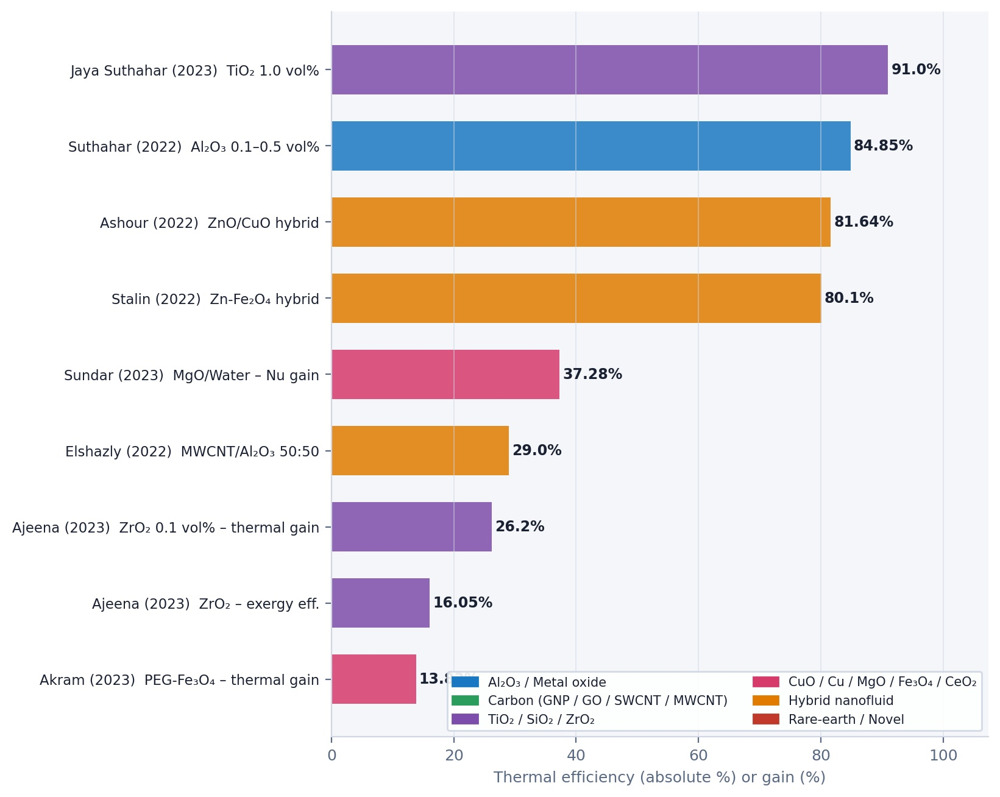 Jaya Suthahar (2023)  TiO₂ 1.0 vol%
91.0%
Suthahar (2022)  Al₂O₃ 0.1–0.5 vol%
84.85%
Ashour (2022)  ZnO/CuO hybrid
81.64%
Stalin (2022)  Zn-Fe₂O₄ hybrid
80.1%
Sundar (2023)  MgO/Water – Nu gain
37.28%
Elshazly (2022)  MWCNT/Al₂O₃ 50:50
29.0%
Ajeena (2023)  ZrO₂ 0.1 vol% – thermal gain
26.2%
Ajeena (2023)  ZrO₂ – exergy eff.
16.05%
Akram (2023)  PEG-Fe₃O₄ – thermal gain
Al₂O₃ / Metal oxide
Carbon (GNP / GO / SWCNT / MWCNT)
TiO₂ / SiO₂ / ZrO₂
CuO / Cu / MgO / Fe₃O₄ / CeO₂
Hybrid nanofluid
Rare-earth / Novel
0 20 40 60 80 100
Thermal efficiency (absolute %) or gain (%)